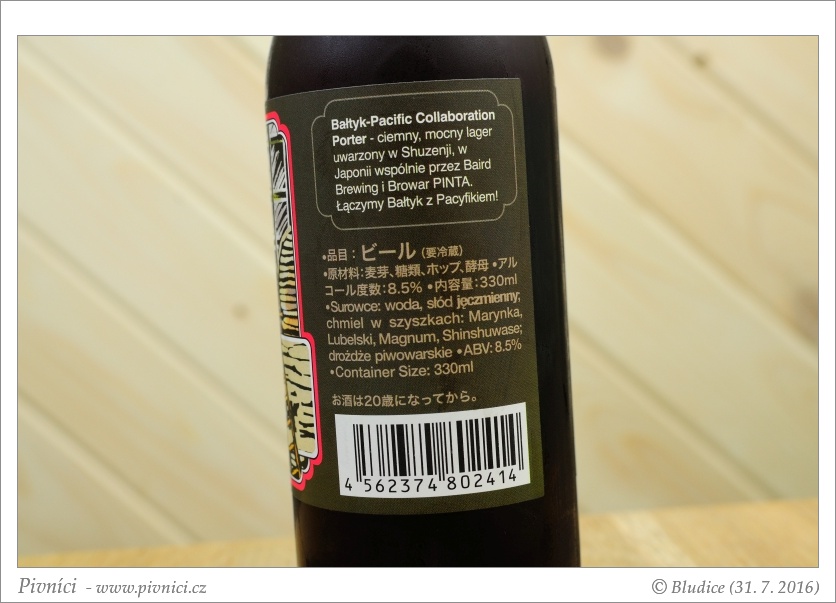 Bałtyk-Pacific Collaboration
Porter - ciemny, mocny lager
uwarzony w Shuzenji, w
Japonii wspólnie przez Baird
Brewing i Browar PINTA.
Łączymy Bałtyk z Pacyfikiem!
•品目：ビール（要冷蔵）
•原材料：麦芽、糖類、ホップ、酵母 •アル
コール度数：8.5% •内容量：330ml
•Surowce: woda, słód jęczmienny;
chmiel w szyszkach: Marynka,
Lubelski, Magnum, Shinshuwase;
drożdże piwowarskie •ABV: 8.5%
•Container Size: 330ml
お酒は20歳になってから。
4 562374 802414
Pivníci - www.pivnici.cz
© Bludice (31. 7. 2016)